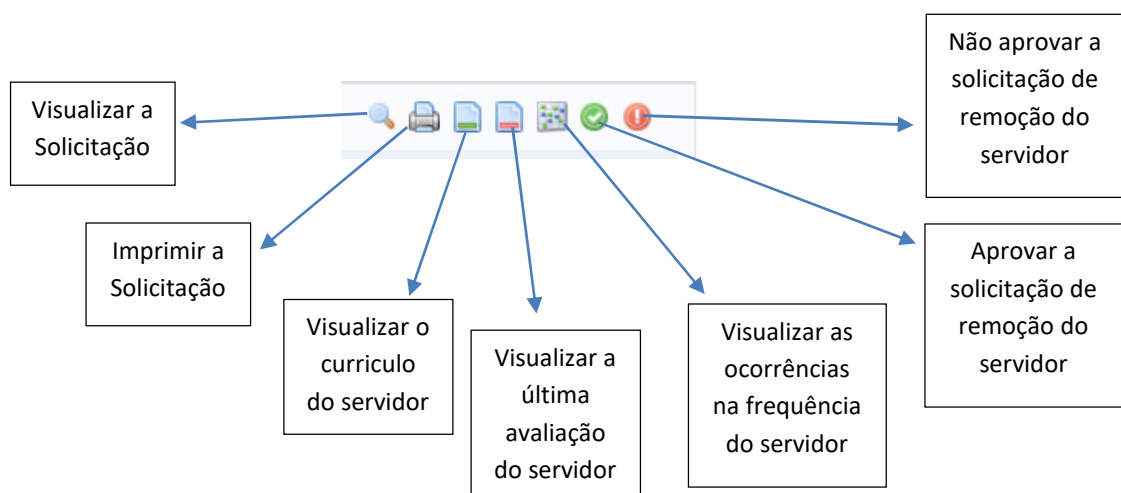 Visualizar a
Solicitação
Imprimir a
Solicitação
Visualizar o
curriculo
do servidor
Visualizar a
última
avaliação
do servidor
Visualizar as
ocorrências
na frequência
do servidor
Não aprovar a
solicitação de
remoção do
servidor
Aprovar a
solicitação de
remoção do
servidor